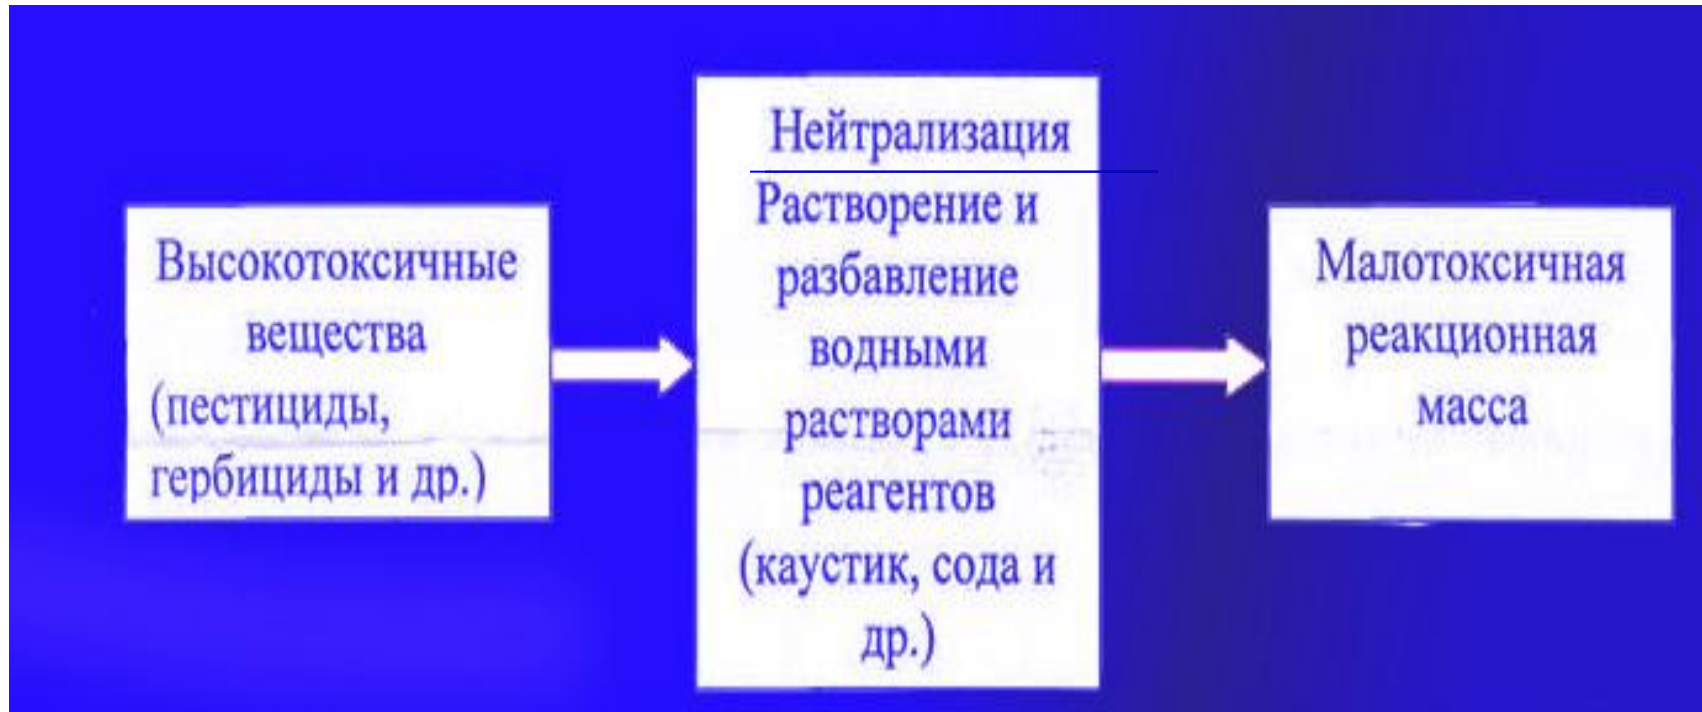 Высокотоксичные
вещества
(пестициды,
гербициды и др.)
Нейтрализация
Растворение и
разбавление
водными
растворами
реагентов
(каустик, сода и
др.)
Малотоксичная
реакционная
масса